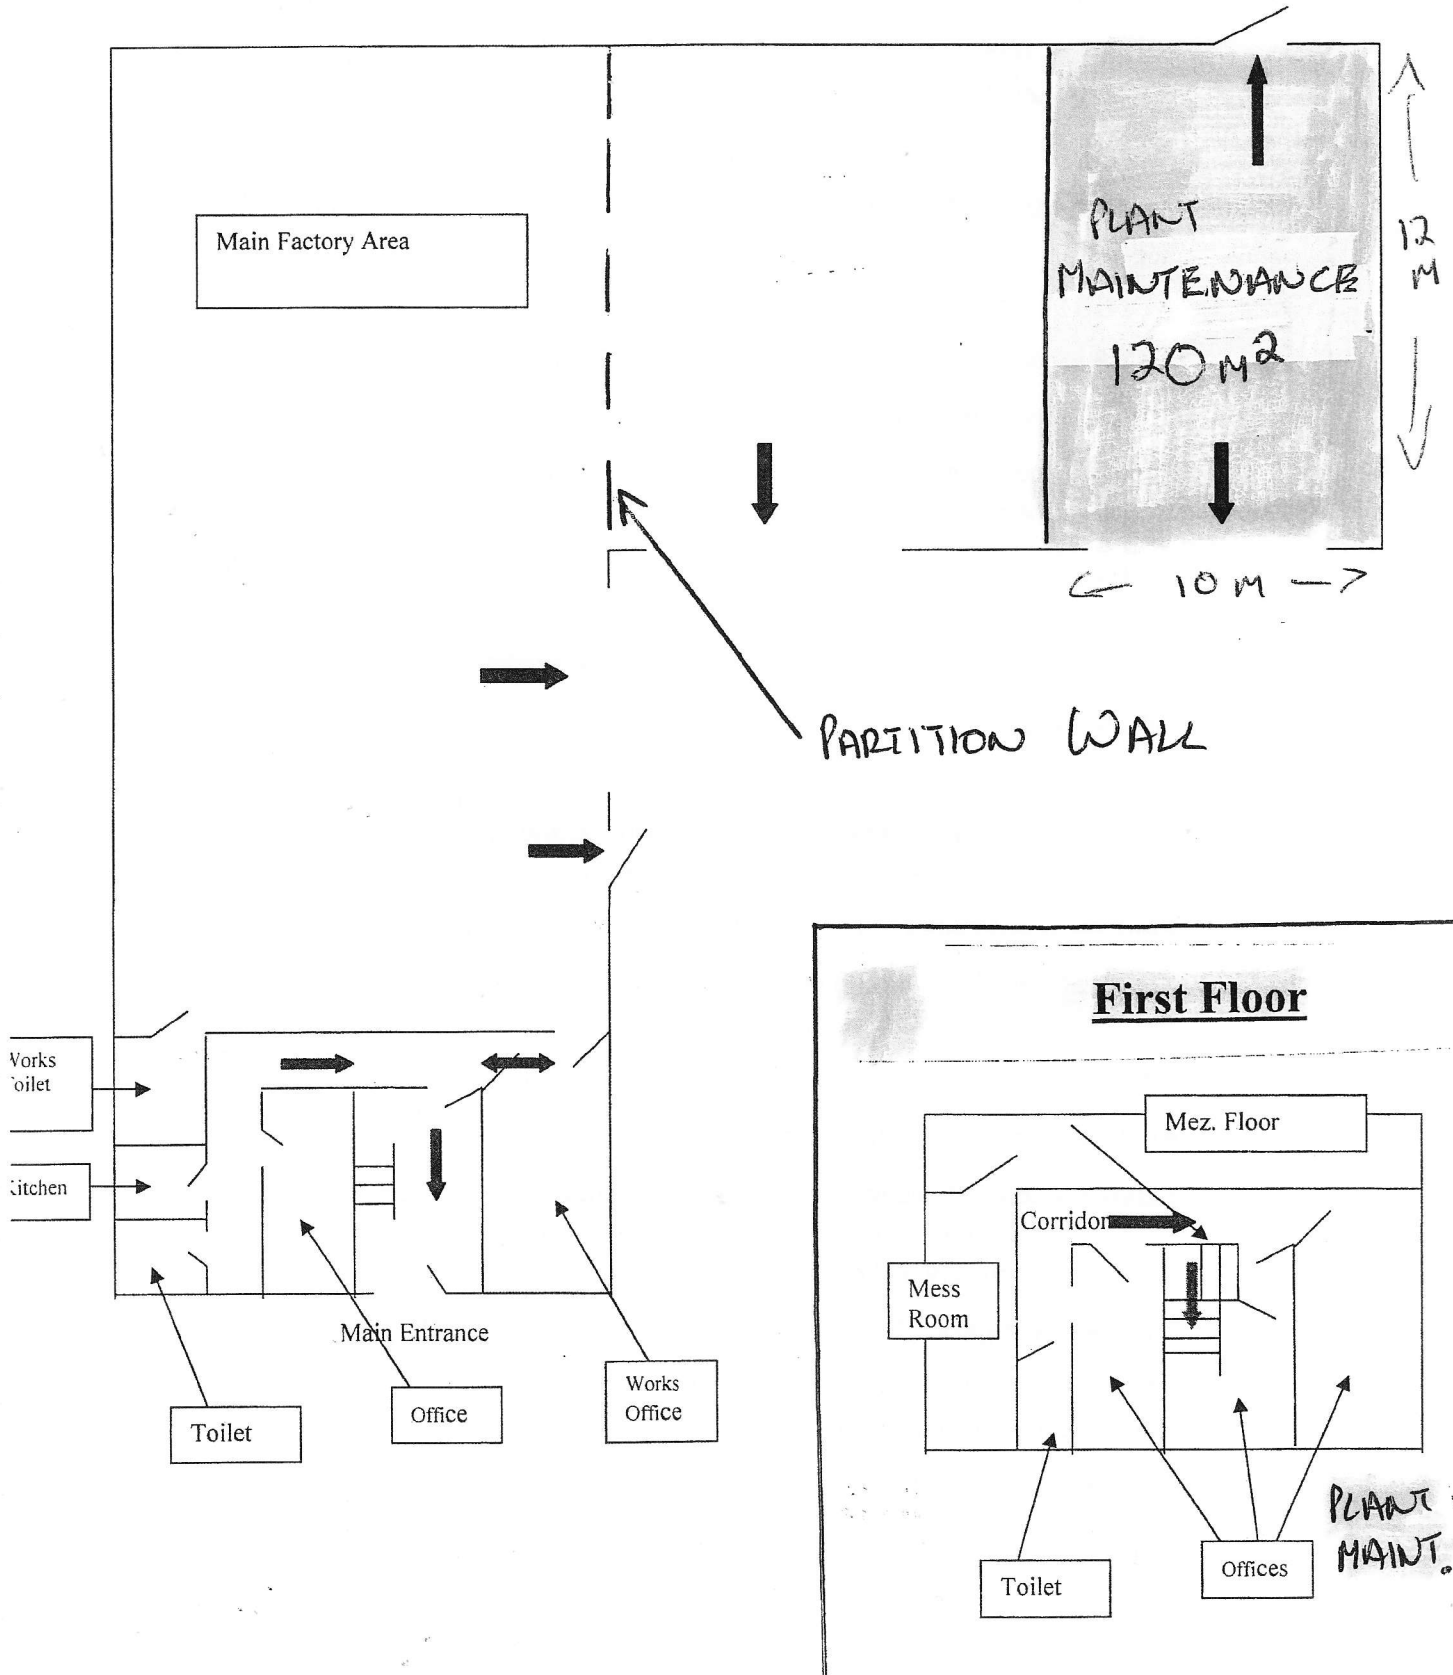 Main Factory Area
PLANT
MAINTENANCE
120 M²
12
M
10 M
PARTITION WALL
Works
Toilet
Kitchen
Main Entrance
Toilet
Office
Works
Office
First Floor
Mez. Floor
Corridor
Mess
Room
Toilet
Offices
PLANT
MAINT.